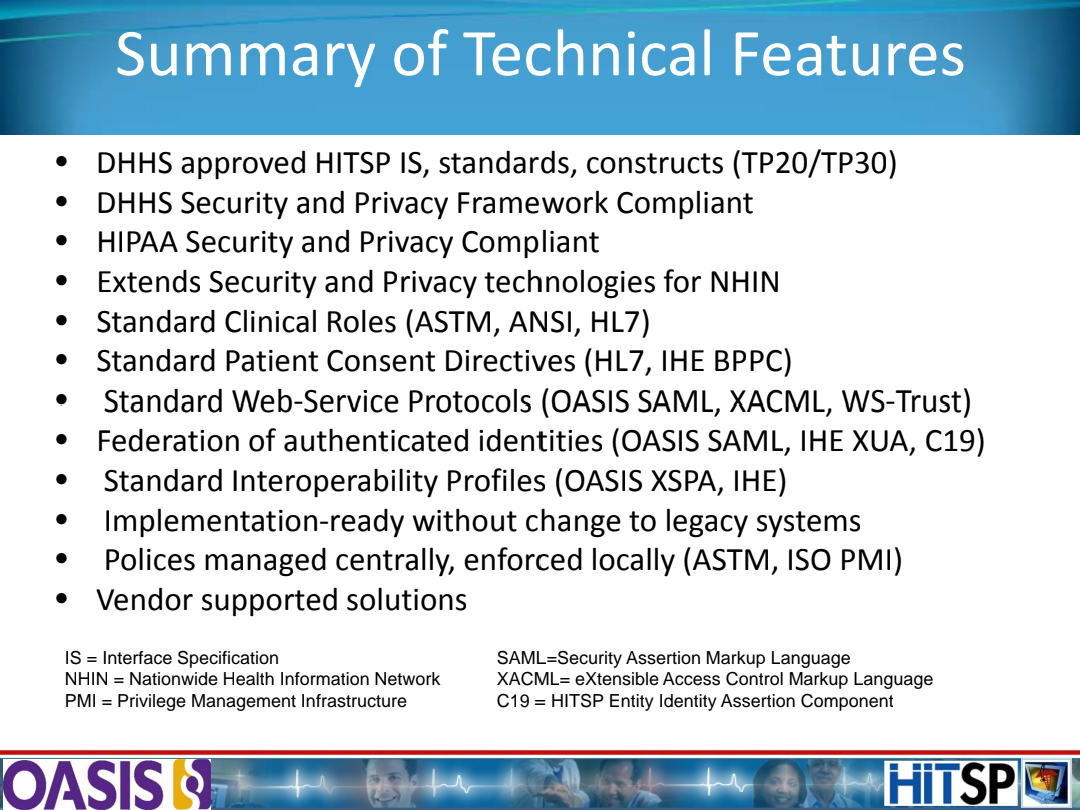 Summary of Technical Features
• DHHS approved HITSP IS, standards, constructs (TP20/TP30)
• DHHS Security and Privacy Framework Compliant
• HIPAA Security and Privacy Compliant
• Extends Security and Privacy technologies for NHIN
• Standard Clinical Roles (ASTM, ANSI, HL7)
• Standard Patient Consent Directives (HL7, IHE BPPC)
• Standard Web-Service Protocols (OASIS SAML, XACML, WS-Trust)
• Federation of authenticated identities (OASIS SAML, IHE XUA, C19)
• Standard Interoperability Profiles (OASIS XSPA, IHE)
• Implementation-ready without change to legacy systems
• Polices managed centrally, enforced locally (ASTM, ISO PMI)
• Vendor supported solutions
IS = Interface Specification
NHIN = Nationwide Health Information Network
PMI = Privilege Management Infrastructure
SAML=Security Assertion Markup Language
XACML= eXtensible Access Control Markup Language
C19 = HITSP Entity Identity Assertion Component
OASIS
HITSP